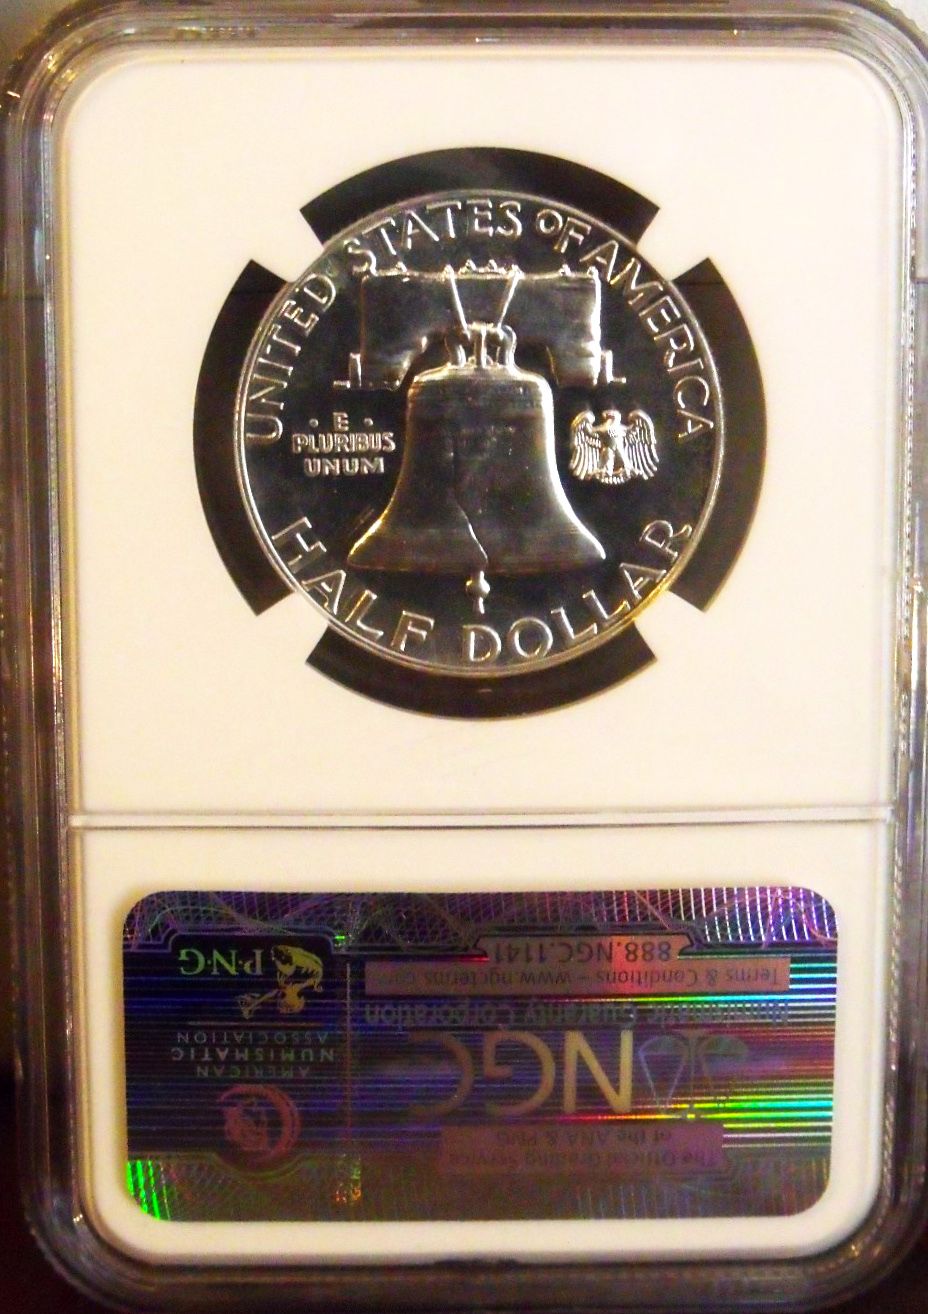 UNITED STATES OF AMERICA
· E ·
PLURIBUS
UNUM
HALF DOLLAR
The Official Grading Service
of the ANA & PNG
NGC
Numismatic Guaranty Corporation
Terms & Conditions – www.ngcterms.com
888.NGC.1141
AMERICAN
NUMISMATIC
ASSOCIATION
P·N·G